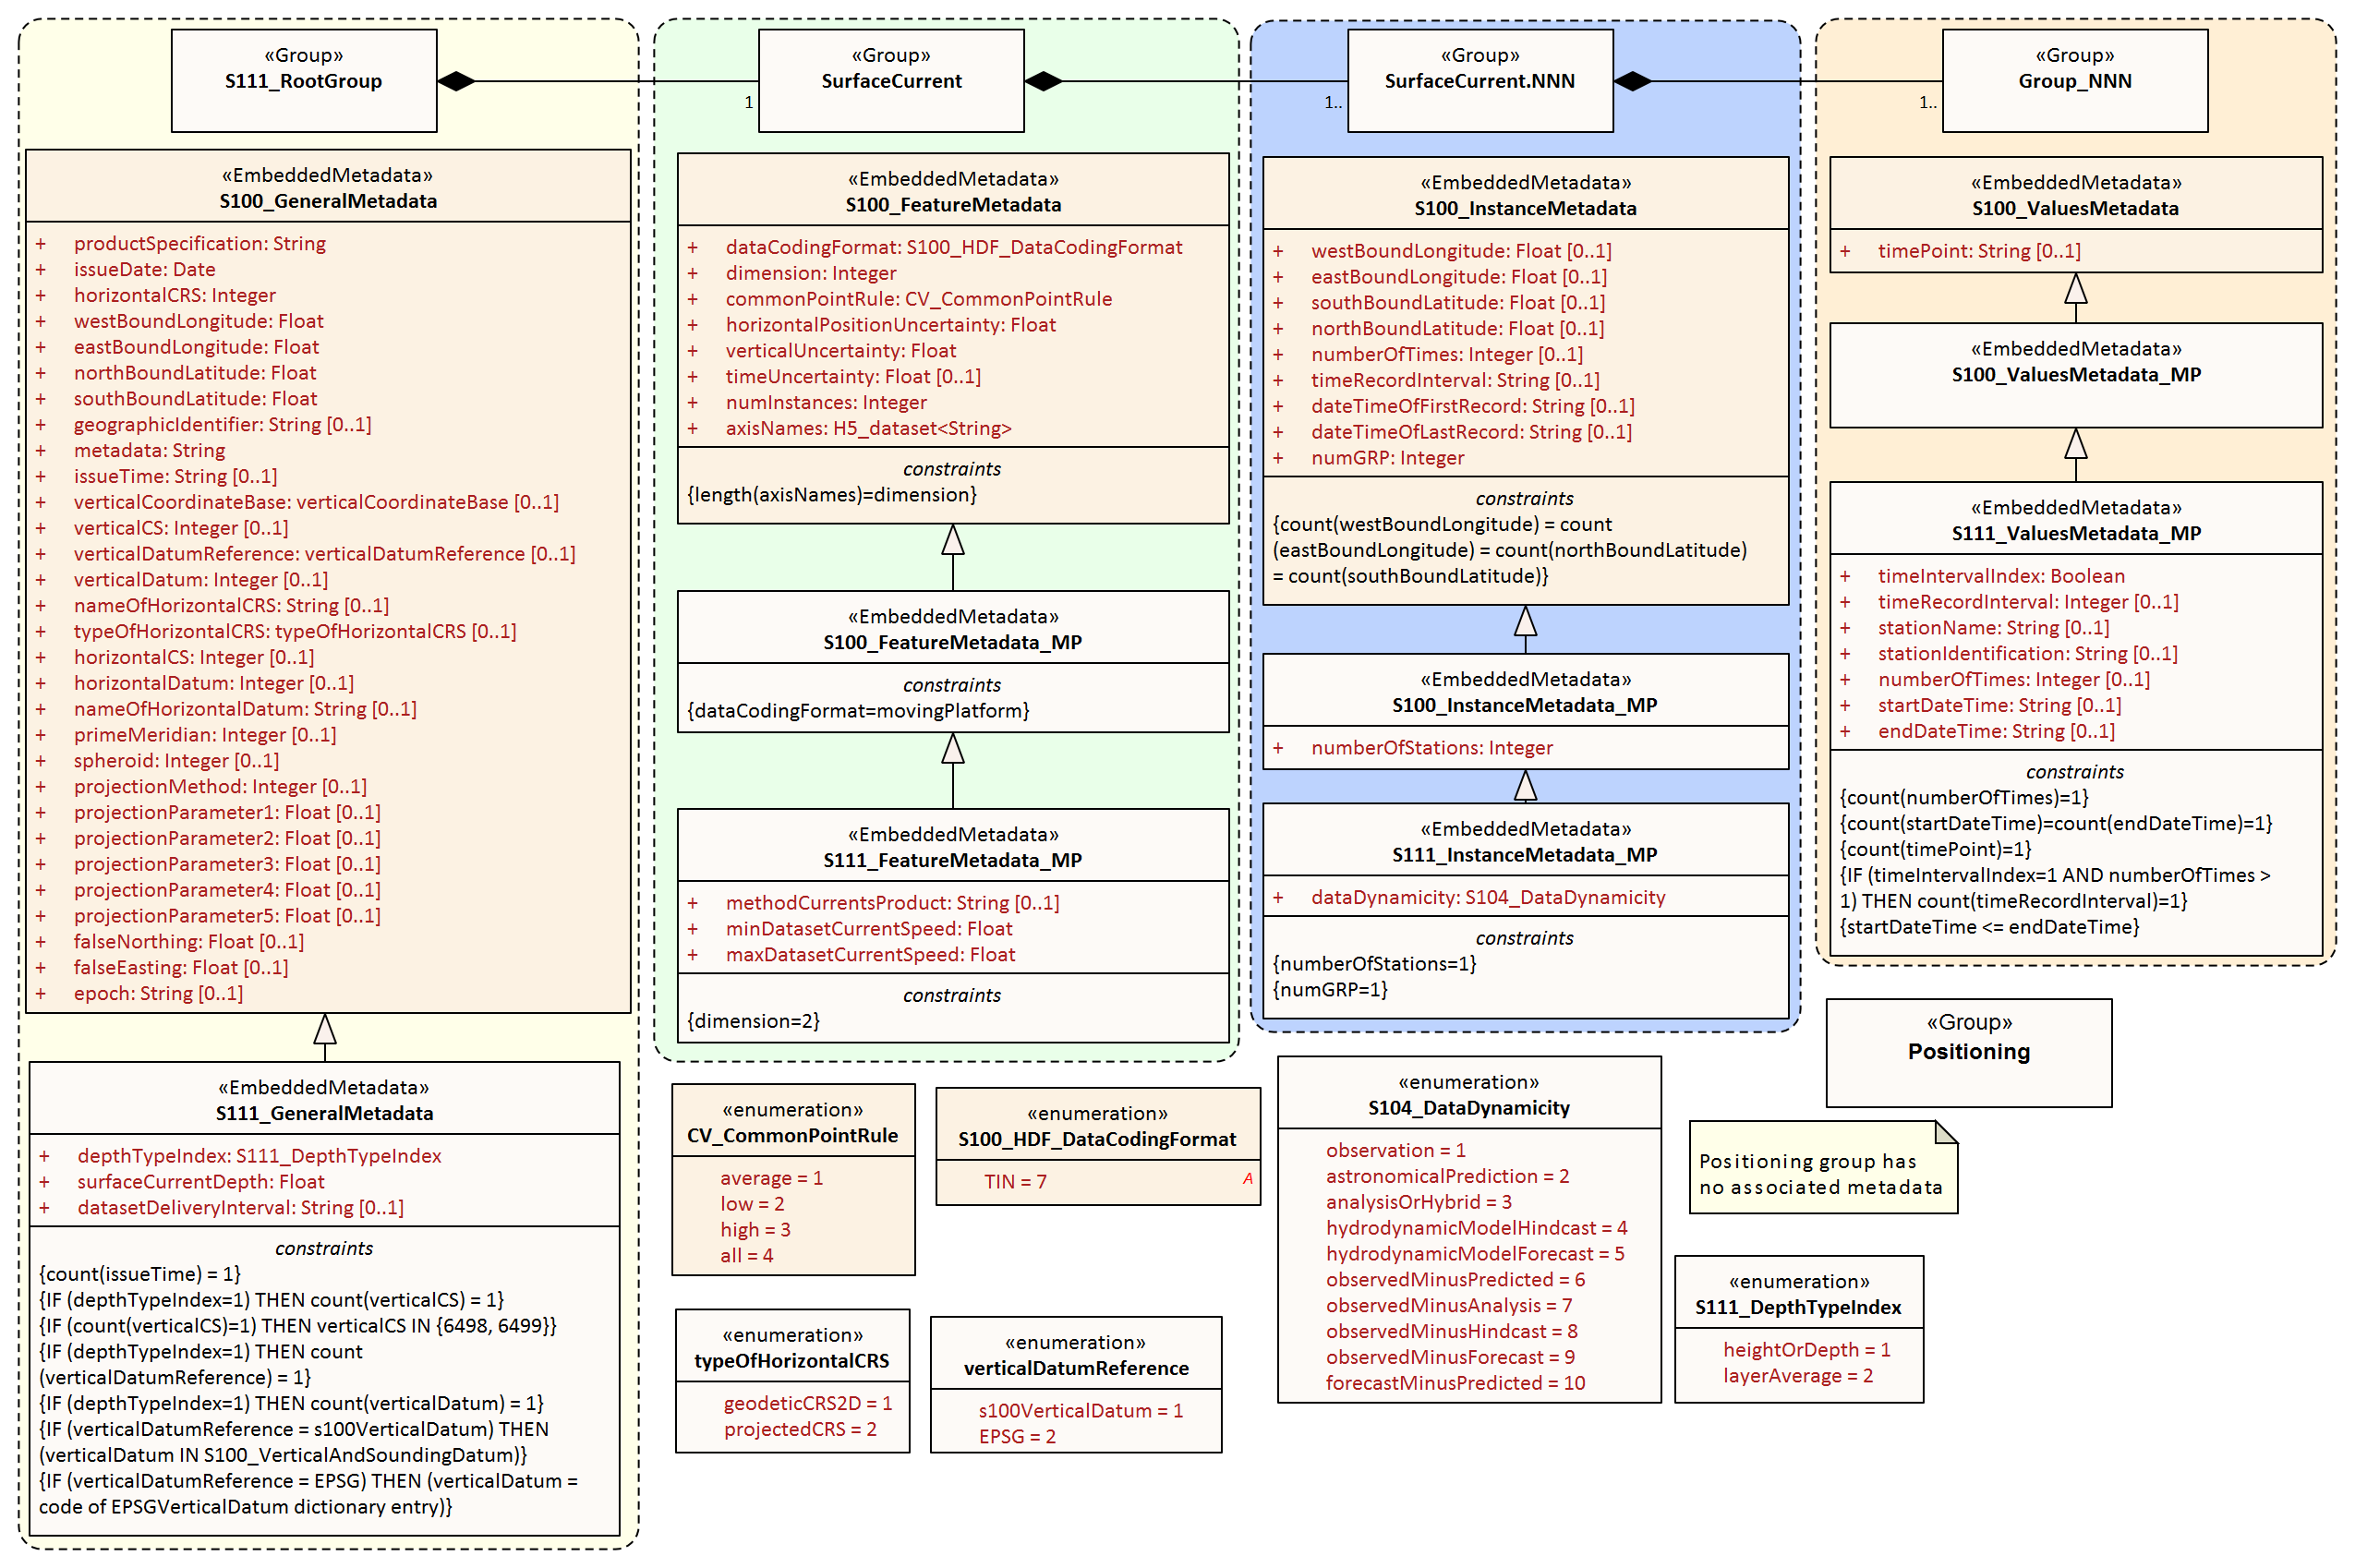 «Group»
S111_RootGroup
1
«Group»
SurfaceCurrent
1..
«Group»
SurfaceCurrent.NNN
1..
«Group»
Group_NNN
«EmbeddedMetadata»
S100_GeneralMetadata
+ productSpecification: String
+ issueDate: Date
+ horizontalCRS: Integer
+ westBoundLongitude: Float
+ eastBoundLongitude: Float
+ northBoundLatitude: Float
+ southBoundLatitude: Float
+ geographicIdentifier: String [0..1]
+ metadata: String
+ issueTime: String [0..1]
+ verticalCoordinateBase: verticalCoordinateBase [0..1]
+ verticalCS: Integer [0..1]
+ verticalDatumReference: verticalDatumReference [0..1]
+ verticalDatum: Integer [0..1]
+ nameOfHorizontalCRS: String [0..1]
+ typeOfHorizontalCRS: typeOfHorizontalCRS [0..1]
+ horizontalCS: Integer [0..1]
+ horizontalDatum: Integer [0..1]
+ nameOfHorizontalDatum: String [0..1]
+ primeMeridian: Integer [0..1]
+ spheroid: Integer [0..1]
+ projectionMethod: Integer [0..1]
+ projectionParameter1: Float [0..1]
+ projectionParameter2: Float [0..1]
+ projectionParameter3: Float [0..1]
+ projectionParameter4: Float [0..1]
+ projectionParameter5: Float [0..1]
+ falseNorthing: Float [0..1]
+ falseEasting: Float [0..1]
+ epoch: String [0..1]
«EmbeddedMetadata»
S111_GeneralMetadata
+ depthTypeIndex: S111_DepthTypeIndex
+ surfaceCurrentDepth: Float
+ datasetDeliveryInterval: String [0..1]
constraints
{count(issueTime) = 1}
{IF (depthTypeIndex=1) THEN count(verticalCS) = 1}
{IF (count(verticalCS)=1) THEN verticalCS IN {6498, 6499}}
{IF (depthTypeIndex=1) THEN count
(verticalDatumReference) = 1}
{IF (depthTypeIndex=1) THEN count(verticalDatum) = 1}
{IF (verticalDatumReference = s100VerticalDatum) THEN
(verticalDatum IN S100_VerticalAndSoundingDatum)}
{IF (verticalDatumReference = EPSG) THEN (verticalDatum =
code of EPSGVerticalDatum dictionary entry)}
«EmbeddedMetadata»
S100_FeatureMetadata
+ dataCodingFormat: S100_HDF_DataCodingFormat
+ dimension: Integer
+ commonPointRule: CV_CommonPointRule
+ horizontalPositionUncertainty: Float
+ verticalUncertainty: Float
+ timeUncertainty: Float [0..1]
+ numInstances: Integer
+ axisNames: H5_dataset<String>
constraints
{length(axisNames)=dimension}
«EmbeddedMetadata»
S100_FeatureMetadata_MP
constraints
{dataCodingFormat=movingPlatform}
«EmbeddedMetadata»
S111_FeatureMetadata_MP
+ methodCurrentsProduct: String [0..1]
+ minDatasetCurrentSpeed: Float
+ maxDatasetCurrentSpeed: Float
constraints
{dimension=2}
«EmbeddedMetadata»
S100_InstanceMetadata
+ westBoundLongitude: Float [0..1]
+ eastBoundLongitude: Float [0..1]
+ southBoundLatitude: Float [0..1]
+ northBoundLatitude: Float [0..1]
+ numberOfTimes: Integer [0..1]
+ timeRecordInterval: String [0..1]
+ dateTimeOfFirstRecord: String [0..1]
+ dateTimeOfLastRecord: String [0..1]
+ numGRP: Integer
constraints
{count(westBoundLongitude) = count
(eastBoundLongitude) = count(northBoundLatitude)
= count(southBoundLatitude)}
«EmbeddedMetadata»
S100_InstanceMetadata_MP
+ numberOfStations: Integer
«EmbeddedMetadata»
S111_InstanceMetadata_MP
+ dataDynamicity: S104_DataDynamicity
constraints
{numberOfStations=1}
{numGRP=1}
«EmbeddedMetadata»
S100_ValuesMetadata
+ timePoint: String [0..1]
«EmbeddedMetadata»
S100_ValuesMetadata_MP
«EmbeddedMetadata»
S111_ValuesMetadata_MP
+ timeIntervalIndex: Boolean
+ timeRecordInterval: Integer [0..1]
+ stationName: String [0..1]
+ stationIdentification: String [0..1]
+ numberOfTimes: Integer [0..1]
+ startDateTime: String [0..1]
+ endDateTime: String [0..1]
constraints
{count(numberOfTimes)=1}
{count(startDateTime)=count(endDateTime)=1}
{count(timePoint)=1}
{IF (timeIntervalIndex=1 AND numberOfTimes >
1) THEN count(timeRecordInterval)=1}
{startDateTime <= endDateTime}
«Group»
Positioning
Positioning group has
no associated metadata
«enumeration»
CV_CommonPointRule
average = 1
low = 2
high = 3
all = 4
«enumeration»
S100_HDF_DataCodingFormat
TIN = 7 A
«enumeration»
typeOfHorizontalCRS
geodeticCRS2D = 1
projectedCRS = 2
«enumeration»
verticalDatumReference
s100VerticalDatum = 1
EPSG = 2
«enumeration»
S104_DataDynamicity
observation = 1
astronomicalPrediction = 2
analysisOrHybrid = 3
hydrodynamicModelHindcast = 4
hydrodynamicModelForecast = 5
observedMinusPredicted = 6
observedMinusAnalysis = 7
observedMinusHindcast = 8
observedMinusForecast = 9
forecastMinusPredicted = 10
«enumeration»
S111_DepthTypeIndex
heightOrDepth = 1
layerAverage = 2